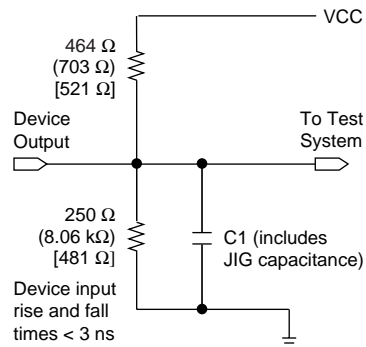 VCC
464 Ω
(703 Ω)
[521 Ω]
Device
Output
To Test
System
250 Ω
(8.06 kΩ)
[481 Ω]
C1 (includes
JIG capacitance)
Device input
rise and fall
times < 3 ns